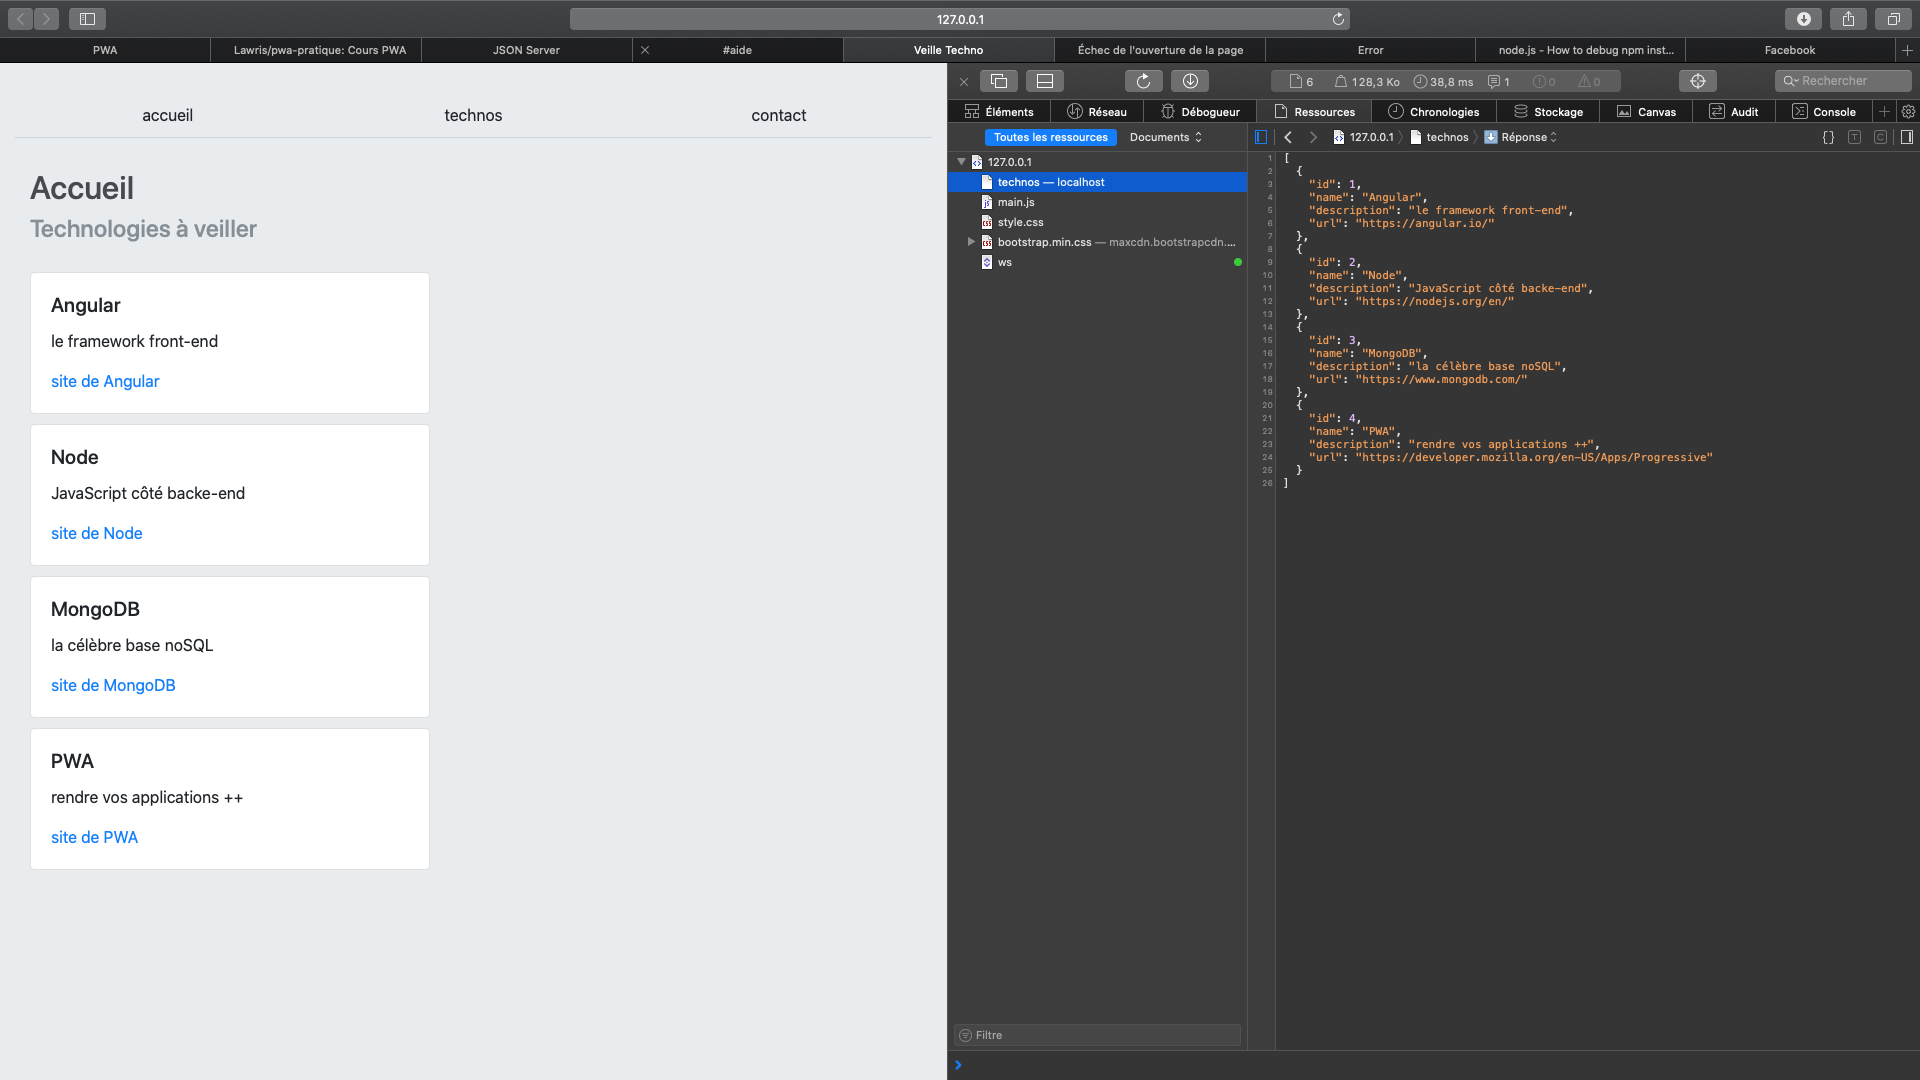 127.0.0.1
PWA
Lawris/pwa-pratique: Cours PWA
JSON Server
#aide
Veille Techno
Échec de l'ouverture de la page
Error
node.js - How to debug npm inst...
Facebook
accueil
technos
contact
Accueil
Technologies à veiller
Angular
le framework front-end
site de Angular
Node
JavaScript côté backe-end
site de Node
MongoDB
la célèbre base noSQL
site de MongoDB
PWA
rendre vos applications ++
site de PWA
6
128,3 Ko
38,8 ms
1
0
0
Rechercher
Éléments
Réseau
Débogueur
Ressources
Chronologies
Stockage
Canvas
Audit
Console
Toutes les ressources
Documents
127.0.0.1
technos
Réponse
{}
T
C
127.0.0.1
technos — localhost
main.js
style.css
bootstrap.min.css — maxcdn.bootstrapcdn....
ws
1 [
2 {
3 "id": 1,
4 "name": "Angular",
5 "description": "le framework front-end",
6 "url": "https://angular.io/"
7 },
8 {
9 "id": 2,
10 "name": "Node",
11 "description": "JavaScript côté backe-end",
12 "url": "https://nodejs.org/en/"
13 },
14 {
15 "id": 3,
16 "name": "MongoDB",
17 "description": "la célèbre base noSQL",
18 "url": "https://www.mongodb.com/"
19 },
20 {
21 "id": 4,
22 "name": "PWA",
23 "description": "rendre vos applications ++",
24 "url": "https://developer.mozilla.org/en-US/Apps/Progressive"
25 }
26 ]
Filtre